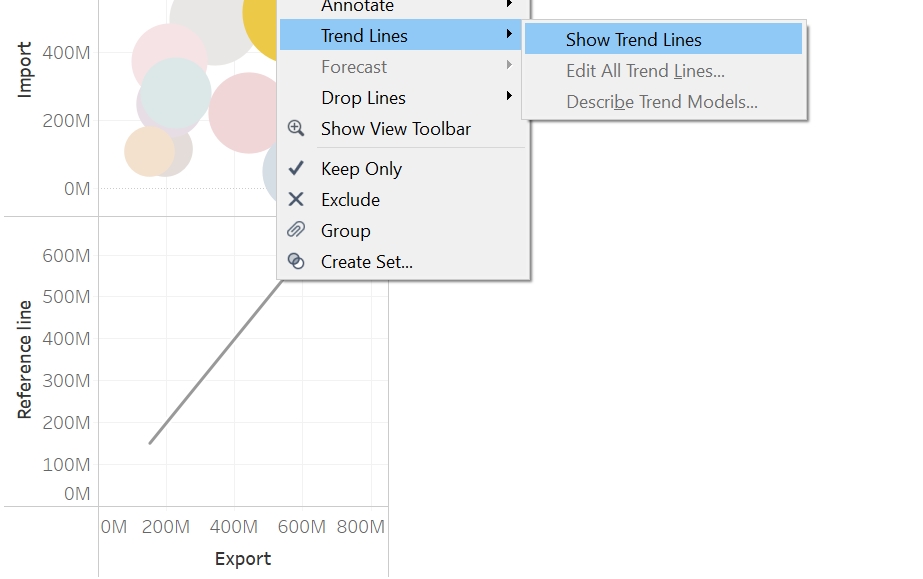 Annotate
Trend Lines
Show Trend Lines
Forecast
Edit All Trend Lines...
Drop Lines
Describe Trend Models...
Show View Toolbar
Keep Only
Exclude
Group
Create Set...
Import
400M
200M
0M
Reference line
600M
500M
400M
300M
200M
100M
0M
0M 200M 400M 600M 800M
Export